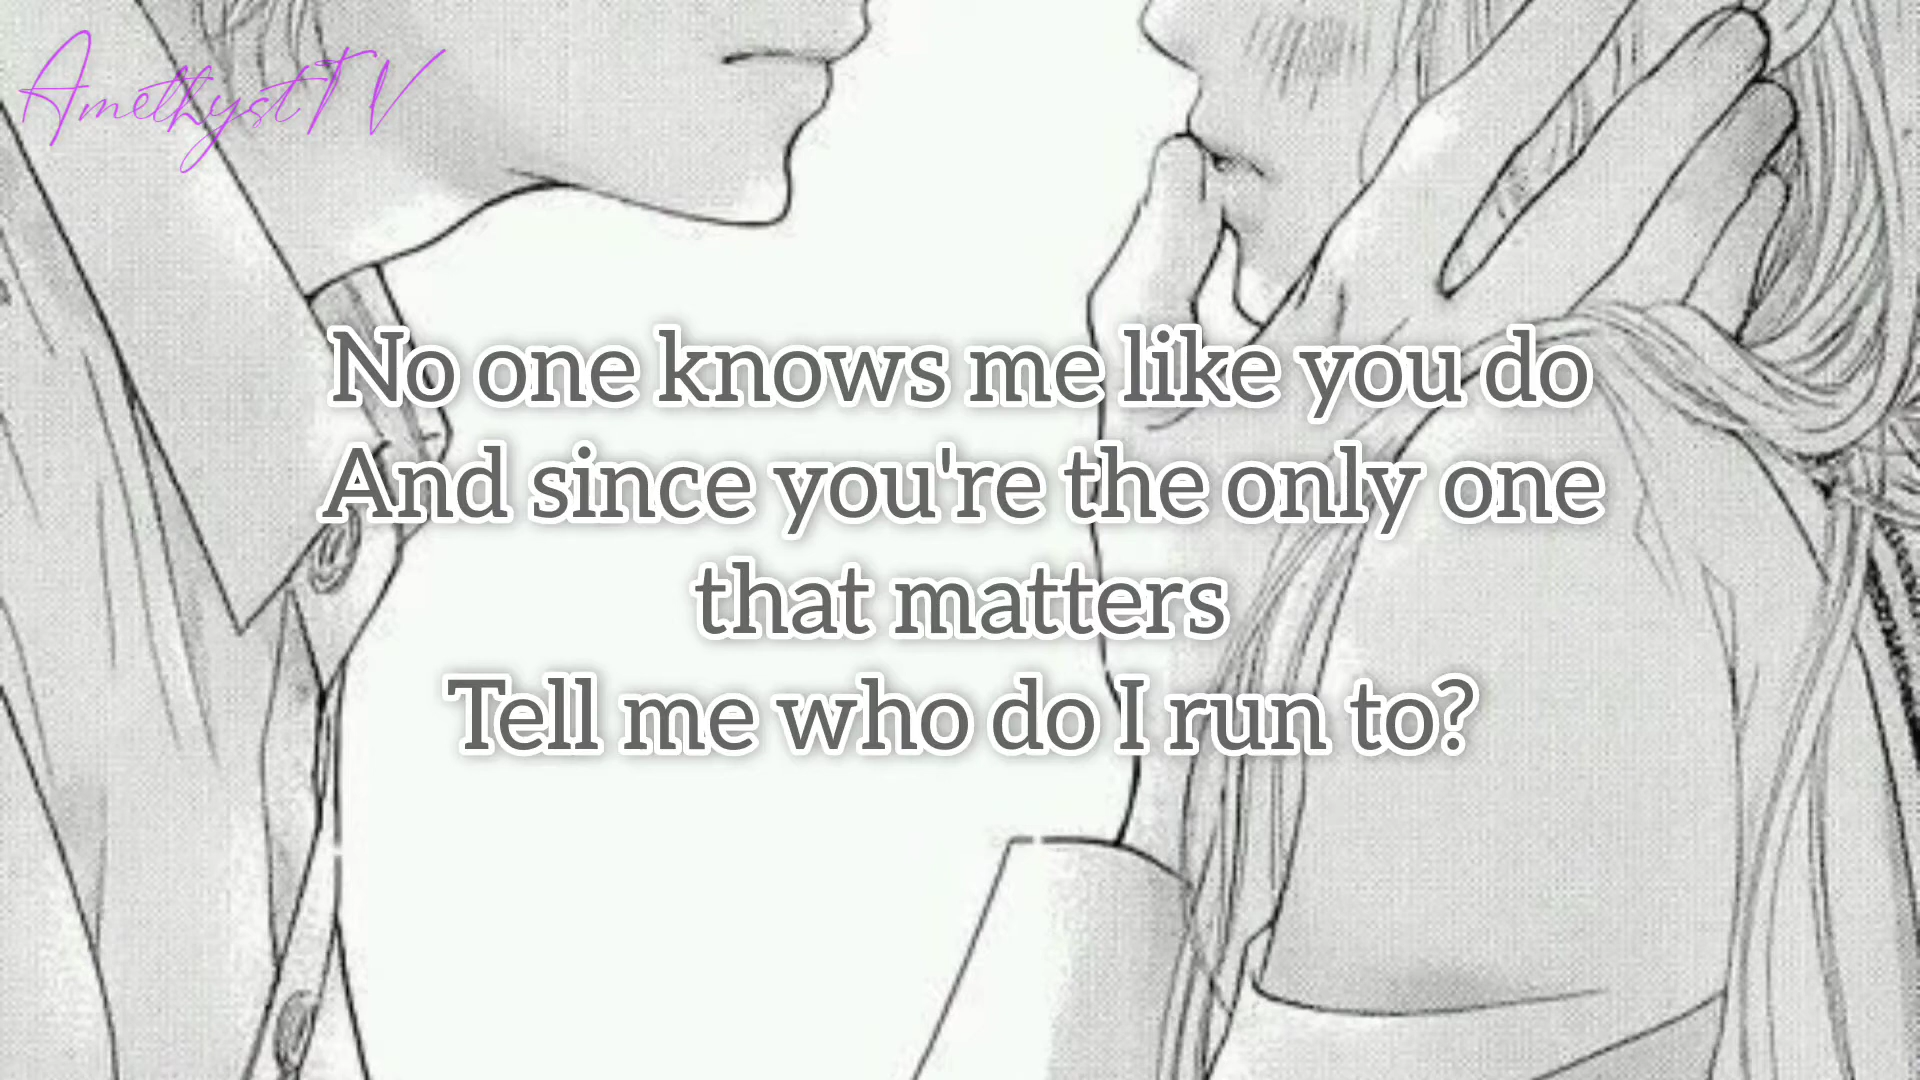 AmethystTV
No one knows me like you do
And since you're the only one
that matters
Tell me who do I run to?